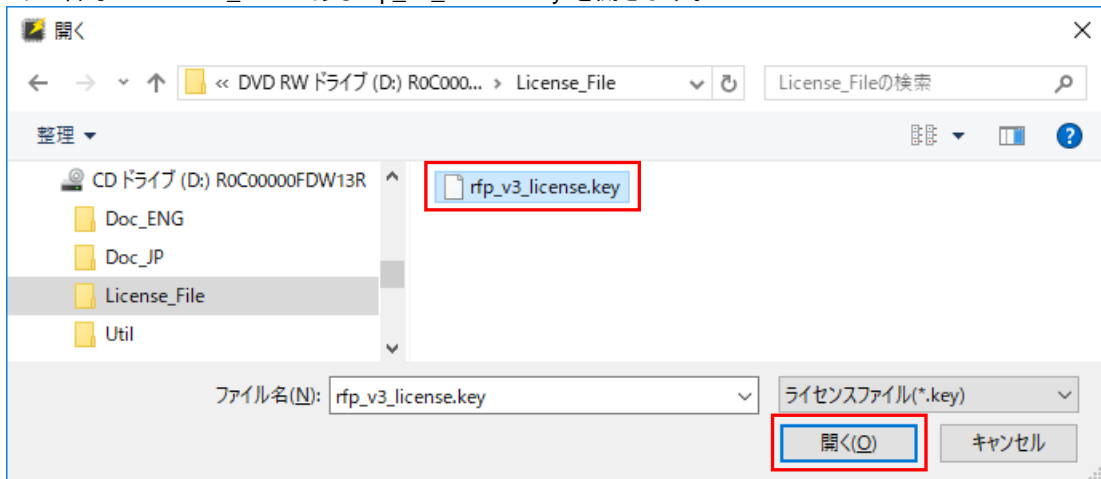 開く
« DVD RW ドライブ (D:) R0C000... › License_File
License_Fileの検索
整理
CD ドライブ (D:) R0C00000FDW13R
Doc_ENG
Doc_JP
License_File
Util
rfp_v3_license.key
ファイル名(N): rfp_v3_license.key
ライセンスファイル(*.key)
開く(O)
キャンセル